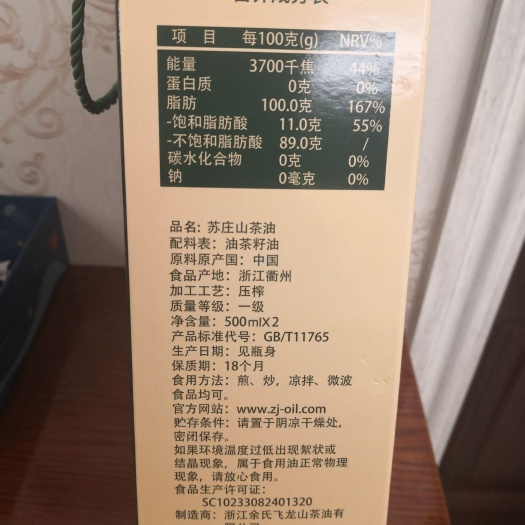 项 目 每100克(g) NRV%
能量 3700千焦 44%
蛋白质 0克 0%
脂肪 100.0克 167%
-饱和脂肪酸 11.0克 55%
-不饱和脂肪酸 89.0克 /
碳水化合物 0克 0%
钠 0毫克 0%
品名: 苏庄山茶油
配料表: 油茶籽油
原料原产国: 中国
食品产地: 浙江衢州
加工工艺: 压榨
质量等级: 一级
净含量: 500mlX2
产品标准代号: GB/T11765
生产日期: 见瓶身
保质期: 18个月
食用方法: 煎、炒，凉拌、微波
食品均可。
官方网站: www.zj-oil.com
贮存条件: 请置于阴凉干燥处,
密闭保存。
如果环境温度过低出现絮状或
结晶现象, 属于食用油正常物理
现象, 请放心食用。
食品生产许可证:
SC10233082401320
制造商: 浙江余氏飞龙山茶油有